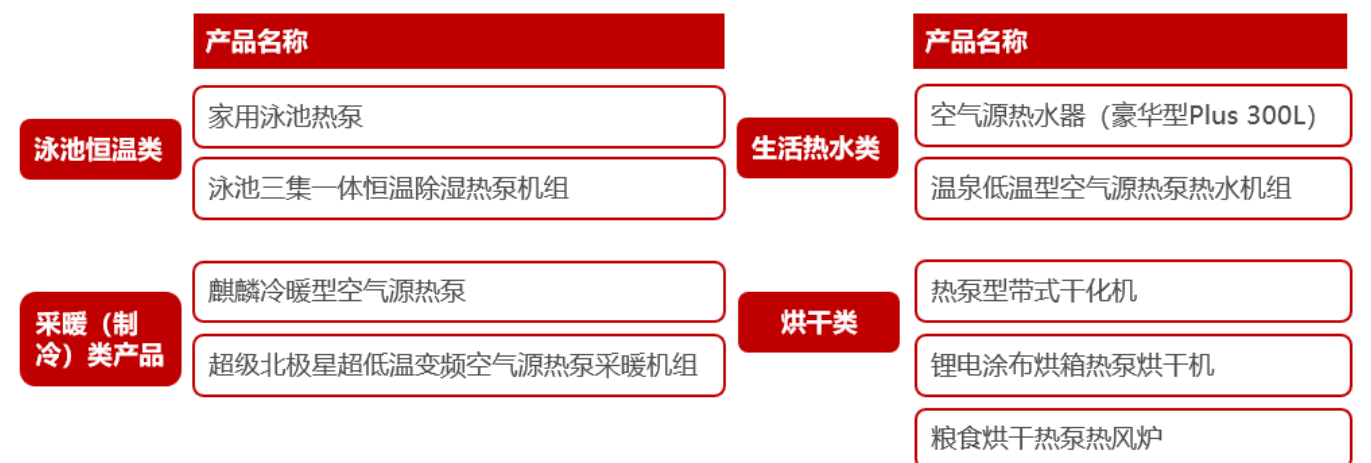 产品名称
泳池恒温类
家用泳池热泵
泳池三集一体恒温除湿热泵机组
采暖（制
冷）类产品
麒麟冷暖型空气源热泵
超级北极星超低温变频空气源热泵采暖机组
产品名称
生活热水类
空气源热水器（豪华型Plus 300L）
温泉低温型空气源热泵热水机组
烘干类
热泵型带式干化机
锂电涂布烘箱热泵烘干机
粮食烘干热泵热风炉